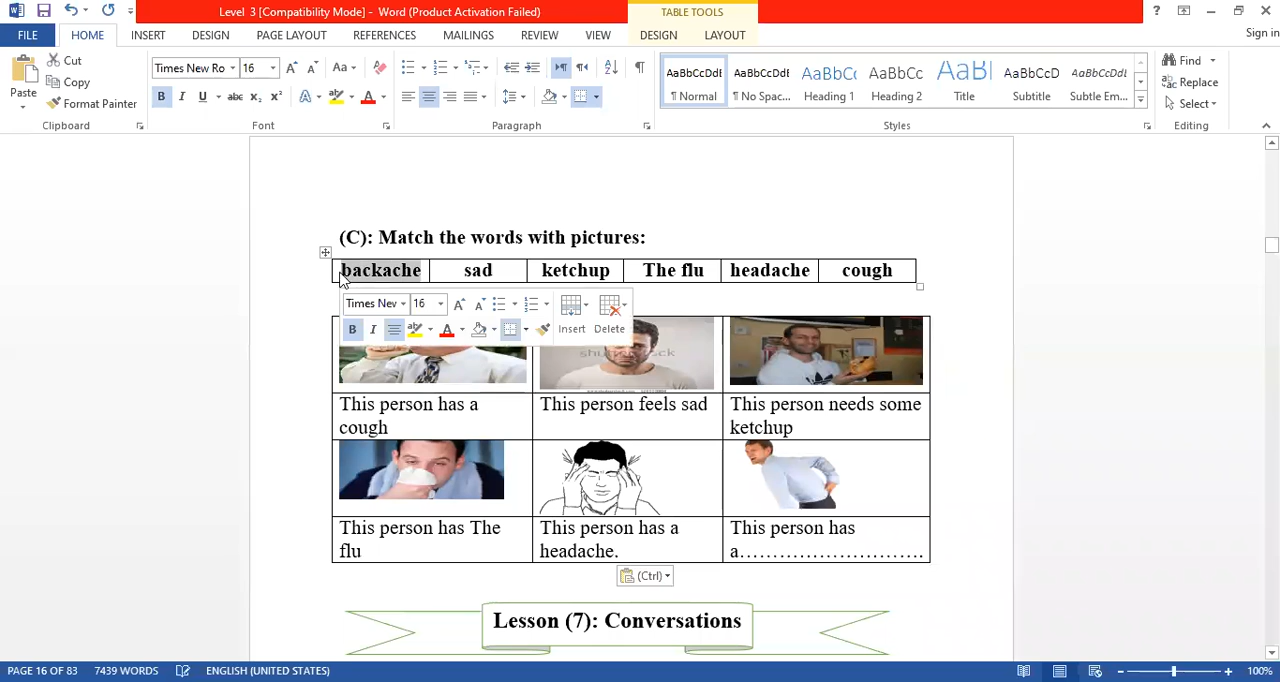 Level 3 [Compatibility Mode] - Word (Product Activation Failed)
TABLE TOOLS
Sign in
FILE HOME INSERT DESIGN PAGE LAYOUT REFERENCES MAILINGS REVIEW VIEW DESIGN LAYOUT
Paste
Cut
Copy
Format Painter
Times New Ro 16
AaBbCcDdE AaBbCcDdE AaBbCc AaBbCcD AaBl AaBbCcD AaBbCcDdE
¶ Normal ¶ No Spac... Heading 1 Heading 2 Title Subtitle Subtle Em...
Find
Replace
Select
Clipboard Font Paragraph Styles Editing
(C): Match the words with pictures:
backache sad ketchup The flu headache cough
Times Nev 16
Insert Delete
This person has a cough
This person feels sad
This person needs some ketchup
This person has The flu
This person has a headache.
This person has a……………………….
(Ctrl)
Lesson (7): Conversations
PAGE 16 OF 83 7439 WORDS ENGLISH (UNITED STATES) 100%